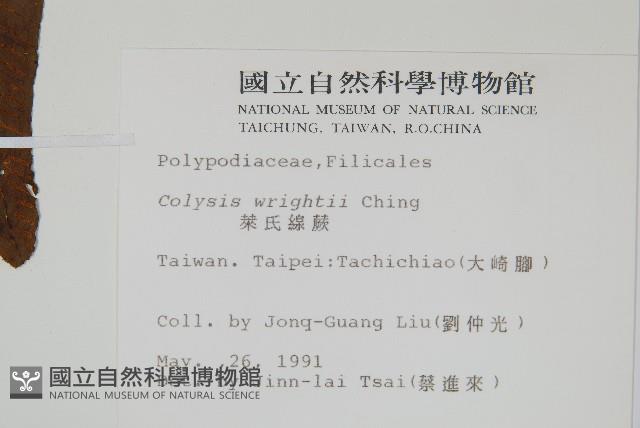 國立自然科學博物館
NATIONAL MUSEUM OF NATURAL SCIENCE
TAICHUNG, TAIWAN, R.O.CHINA
Polypodiaceae,Filicales
Colysis wrightii Ching
萊氏線蕨
Taiwan. Taipei:Tachichiao(大崎腳)
Coll. by Jong-Guang Liu(劉仲光)
May. 26, 1991
Tsai(蔡進來)
國立自然科學博物館
NATIONAL MUSEUM OF NATURAL SCIENCE